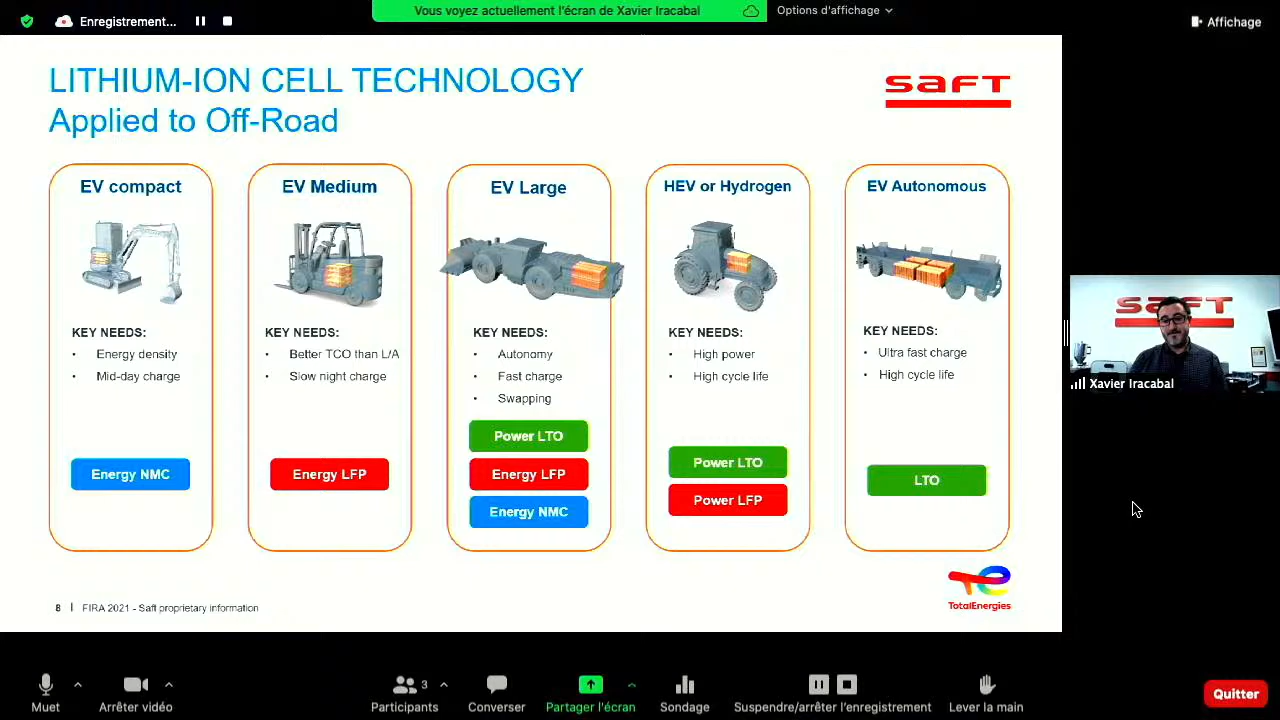 Enregistrement...
Vous voyez actuellement l'écran de Xavier Iracabal
Options d'affichage
Affichage
LITHIUM-ION CELL TECHNOLOGY
Applied to Off-Road
SAFT
EV compact
KEY NEEDS:
• Energy density
• Mid-day charge
Energy NMC
EV Medium
KEY NEEDS:
• Better TCO than L/A
• Slow night charge
Energy LFP
EV Large
KEY NEEDS:
• Autonomy
• Fast charge
• Swapping
Power LTO
Energy LFP
Energy NMC
HEV or Hydrogen
KEY NEEDS:
• High power
• High cycle life
Power LTO
Power LFP
EV Autonomous
KEY NEEDS:
• Ultra fast charge
• High cycle life
LTO
8 | FIRA 2021 - Saft proprietary information
TotalEnergies
SAFT
Xavier Iracabal
Muet
Arrêter vidéo
Participants 3
Converser
Partager l'écran
Sondage
Suspendre/arrêter l'enregistrement
Lever la main
Quitter